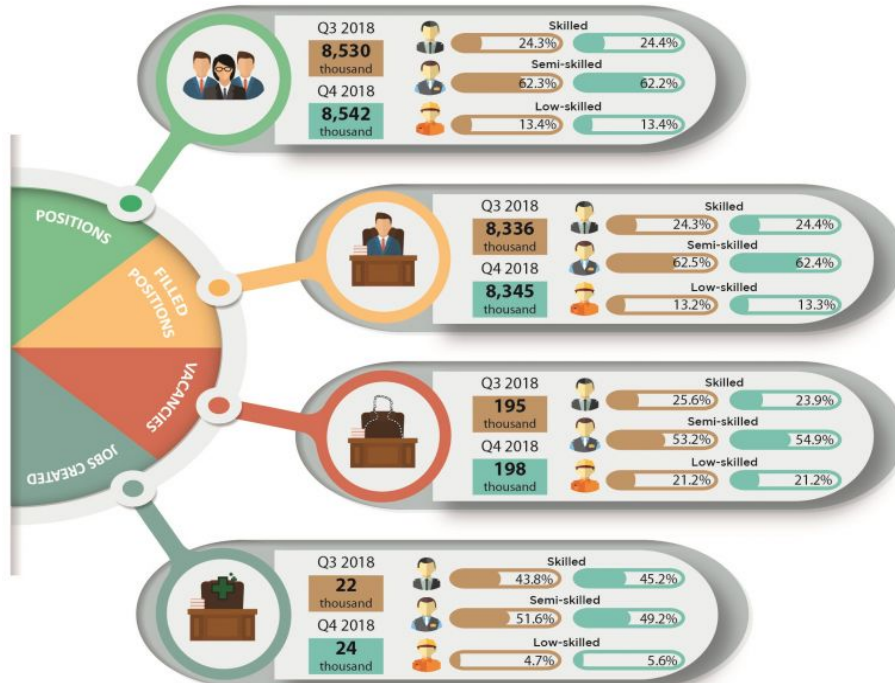 POSITIONS
FILLED
POSITIONS
VACANCIES
JOBS CREATED
Q3 2018
8,530
thousand
Q4 2018
8,542
thousand
Skilled
24.3% 24.4%
Semi-skilled
62.3% 62.2%
Low-skilled
13.4% 13.4%
Q3 2018
8,336
thousand
Q4 2018
8,345
thousand
Skilled
24.3% 24.4%
Semi-skilled
62.5% 62.4%
Low-skilled
13.2% 13.3%
Q3 2018
195
thousand
Q4 2018
198
thousand
Skilled
25.6% 23.9%
Semi-skilled
53.2% 54.9%
Low-skilled
21.2% 21.2%
Q3 2018
22
thousand
Q4 2018
24
thousand
Skilled
43.8% 45.2%
Semi-skilled
51.6% 49.2%
Low-skilled
4.7% 5.6%